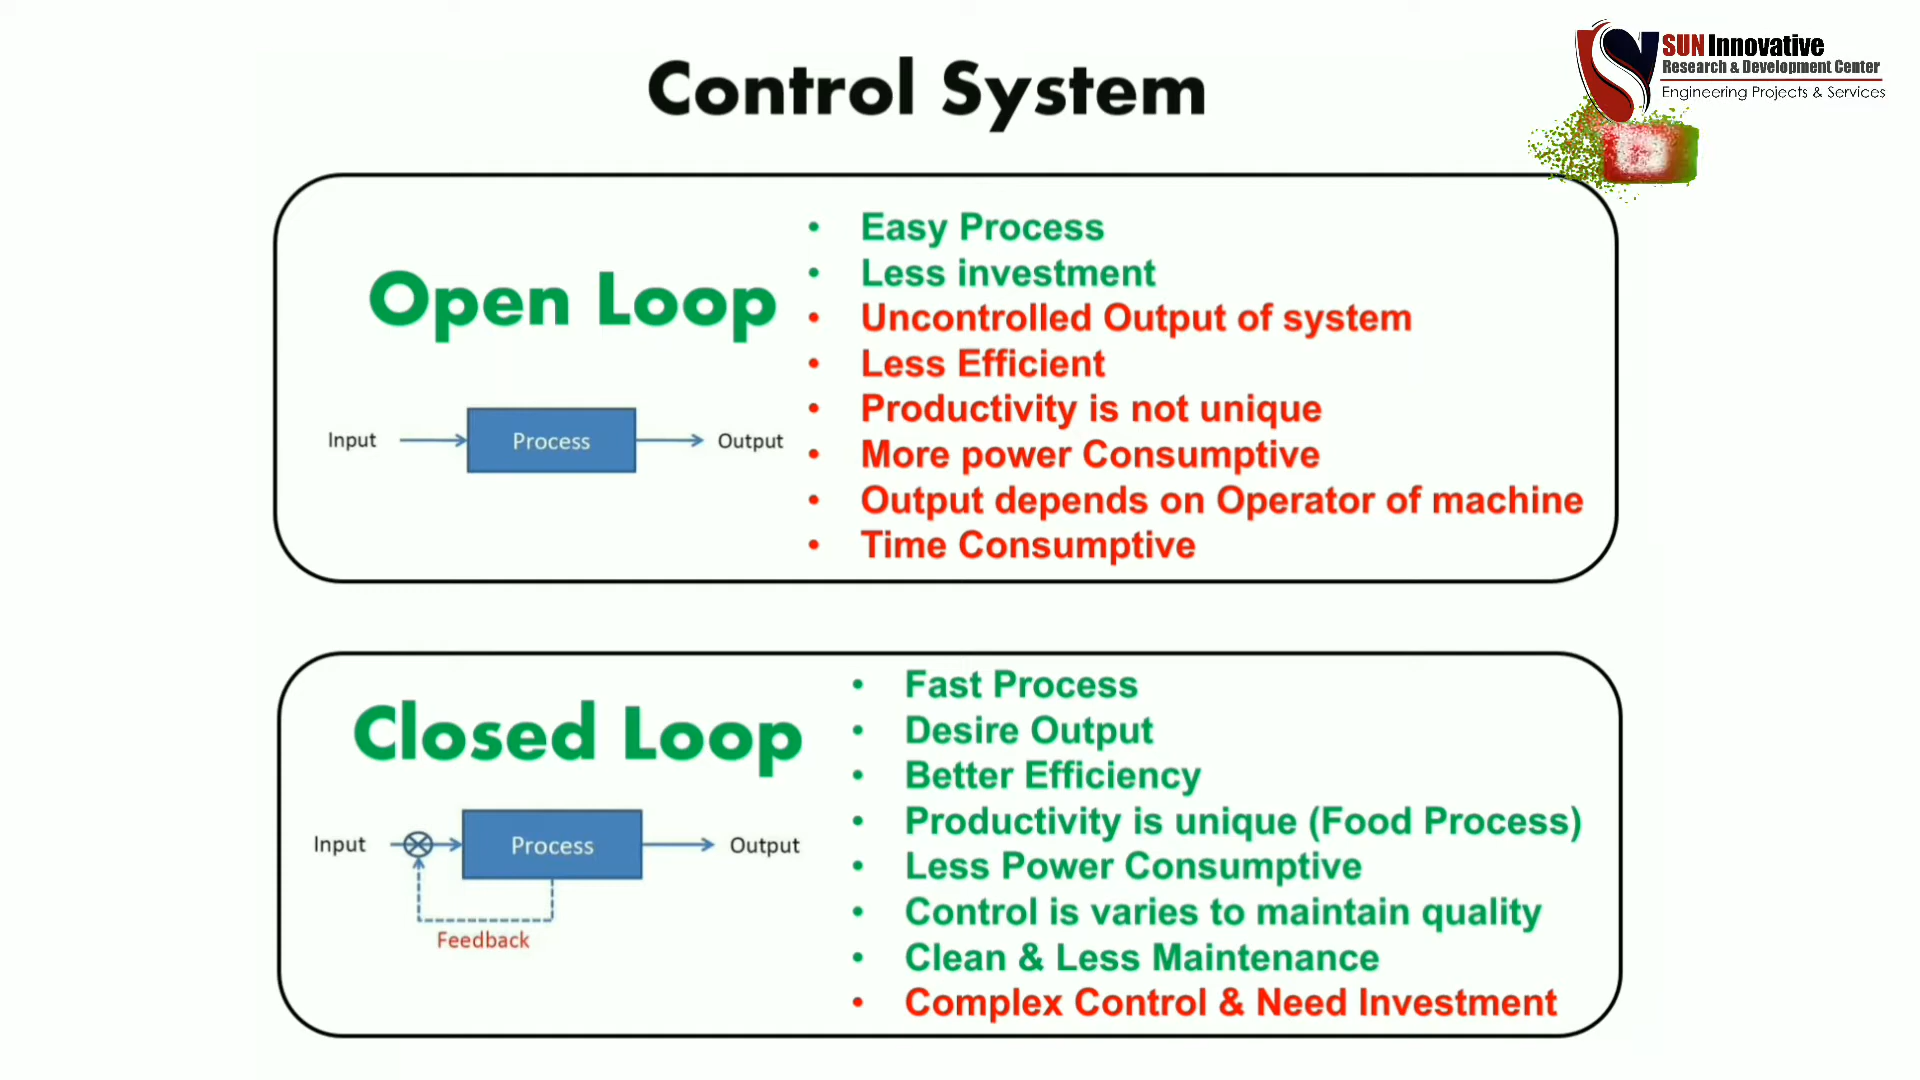 Control System
SUN Innovative
Research & Development Center
Engineering Projects & Services
Open Loop
Input
Process
Output
• Easy Process
• Less investment
• Uncontrolled Output of system
• Less Efficient
• Productivity is not unique
• More power Consumptive
• Output depends on Operator of machine
• Time Consumptive
Closed Loop
Input
Process
Output
Feedback
• Fast Process
• Desire Output
• Better Efficiency
• Productivity is unique (Food Process)
• Less Power Consumptive
• Control is varies to maintain quality
• Clean & Less Maintenance
• Complex Control & Need Investment